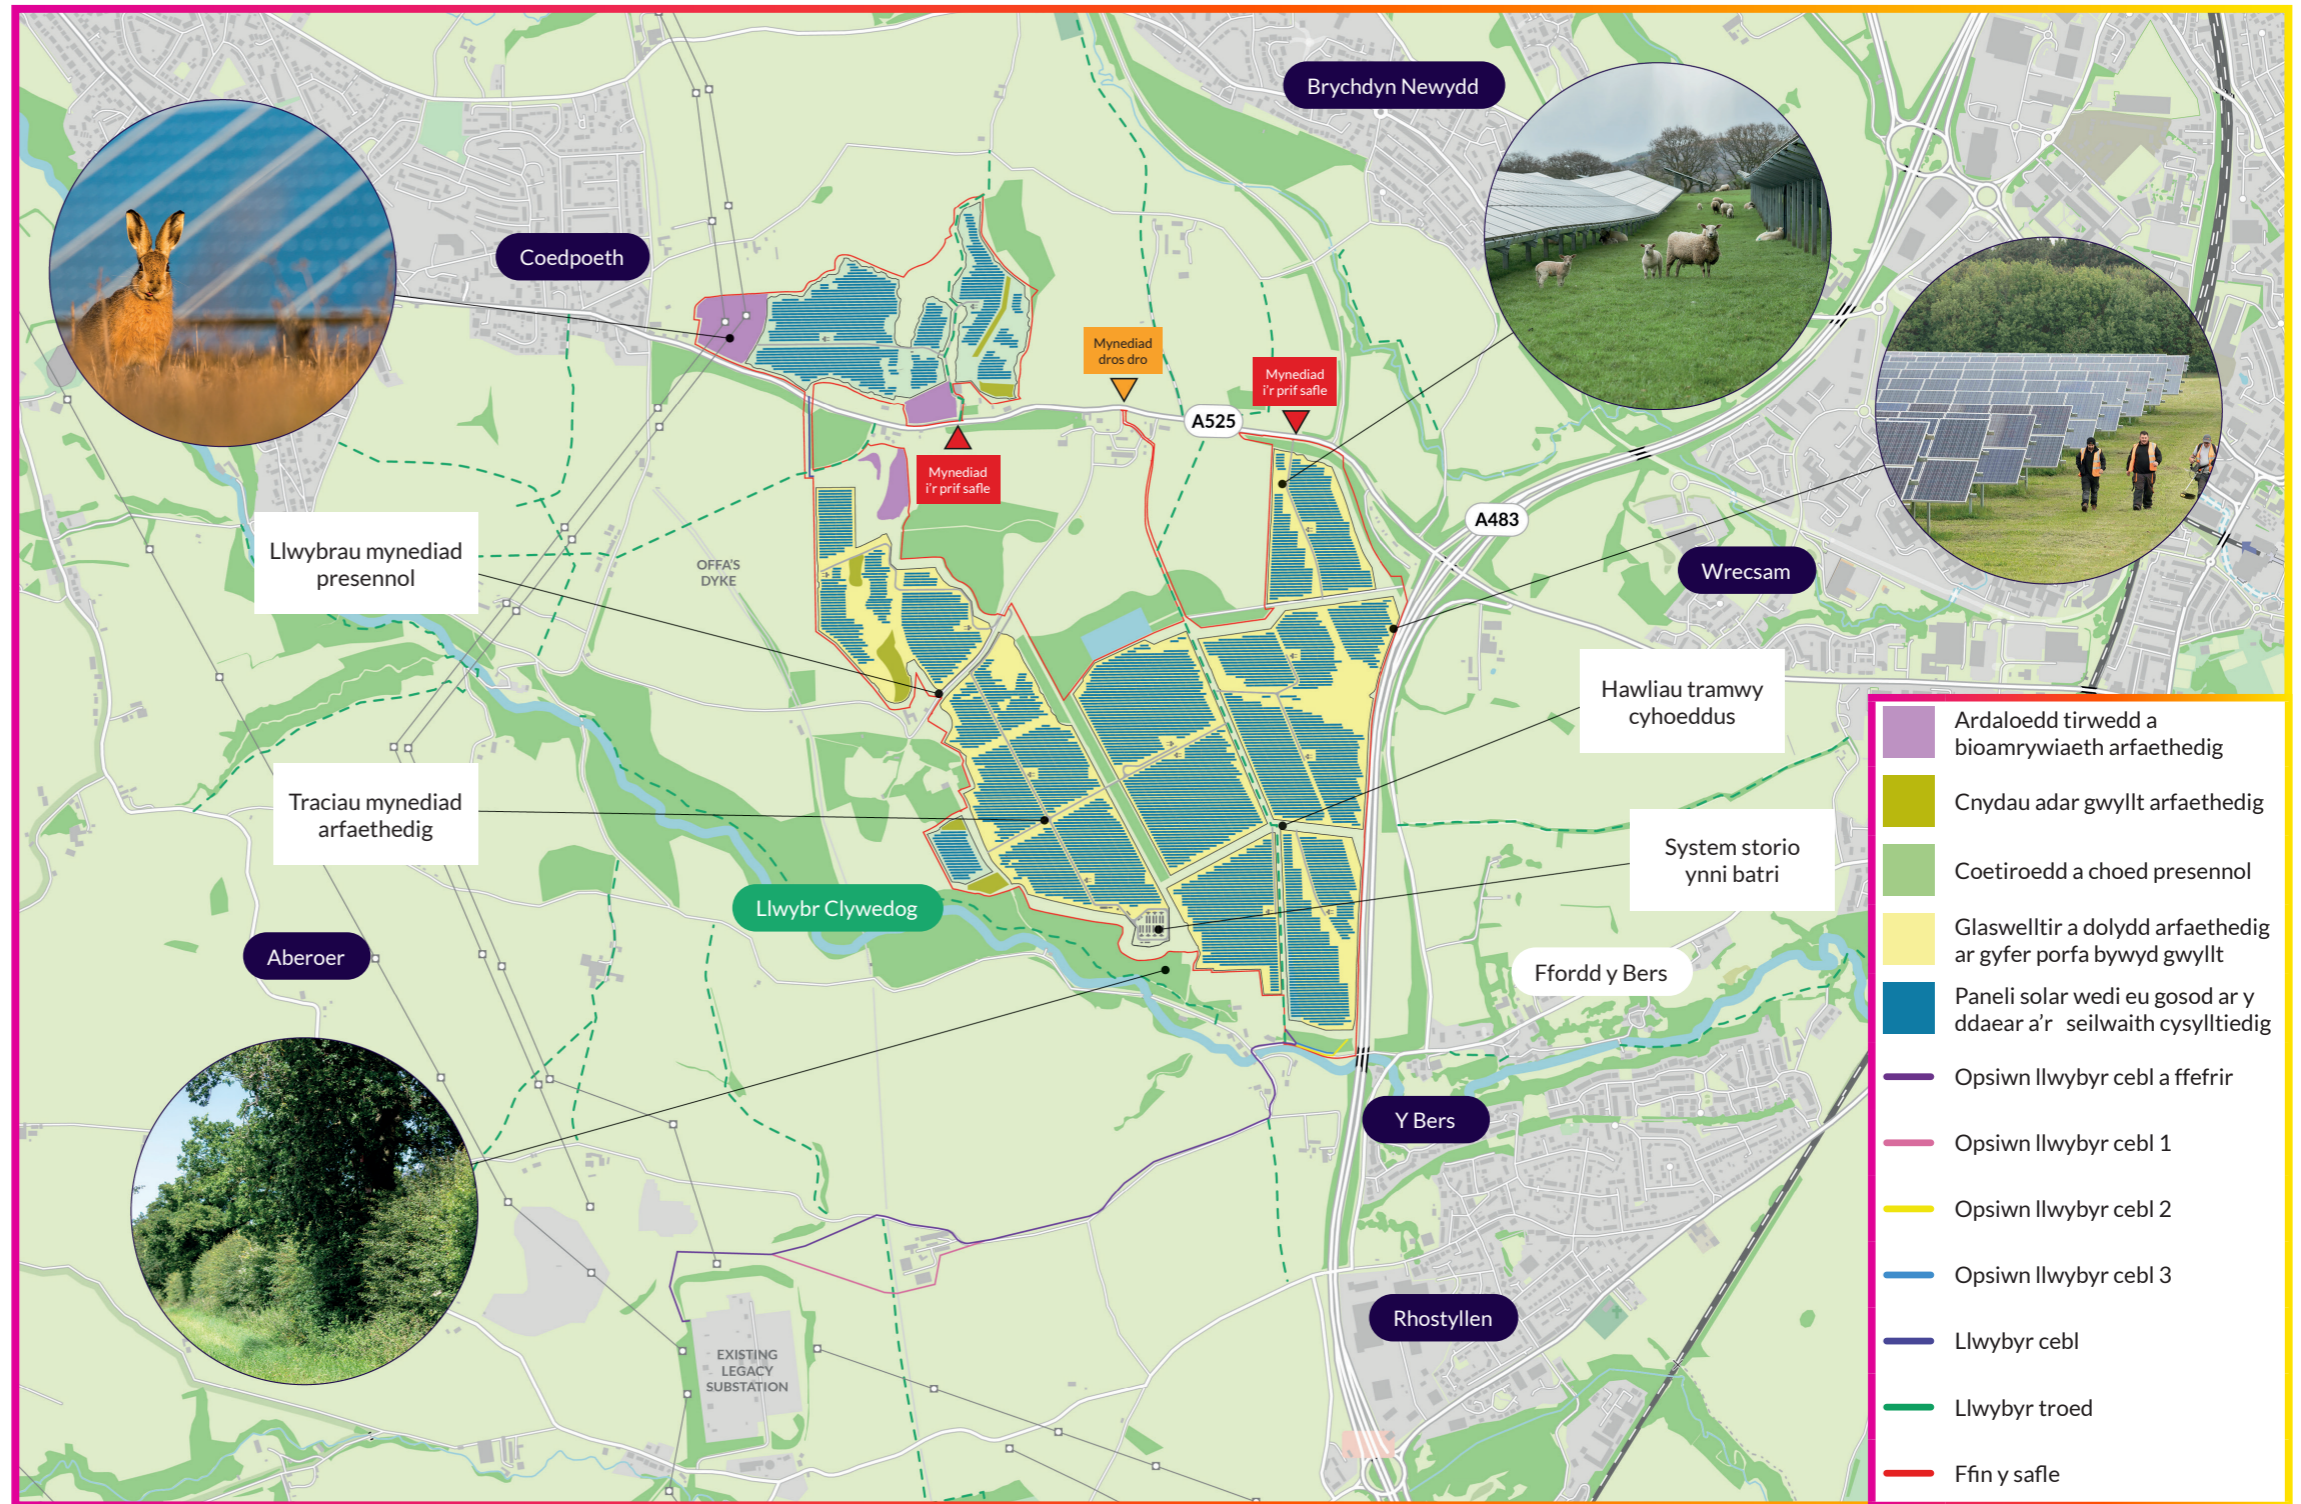 Brychdyn Newydd
Coedpoeth
Mynediad
dros dro
Mynediad
i'r prif safle
A525
Mynediad
i'r prif safle
A483
Llwybrau mynediad
presennol
OFFA'S
DYKE
Wrecsam
Hawliau tramwy
cyhoeddus
Traciau mynediad
arfaethedig
System storio
ynni batri
Llwybr Clywedog
Aberoer
Ffordd y Bers
Y Bers
Rhostyllen
EXISTING
LEGACY
SUBSTATION
Ardaloedd tirwedd a
bioamrywiaeth arfaethedig
Cnydau adar gwyllt arfaethedig
Coetiroedd a choed presennol
Glaswelltir a dolydd arfaethedig
ar gyfer porfa bywyd gwyllt
Paneli solar wedi eu gosod ar y
ddaear a'r seilwaith cysylltiedig
Opsiwn llwybyr cebl a ffefrir
Opsiwn llwybyr cebl 1
Opsiwn llwybyr cebl 2
Opsiwn llwybyr cebl 3
Llwybyr cebl
Llwybyr troed
Ffin y safle